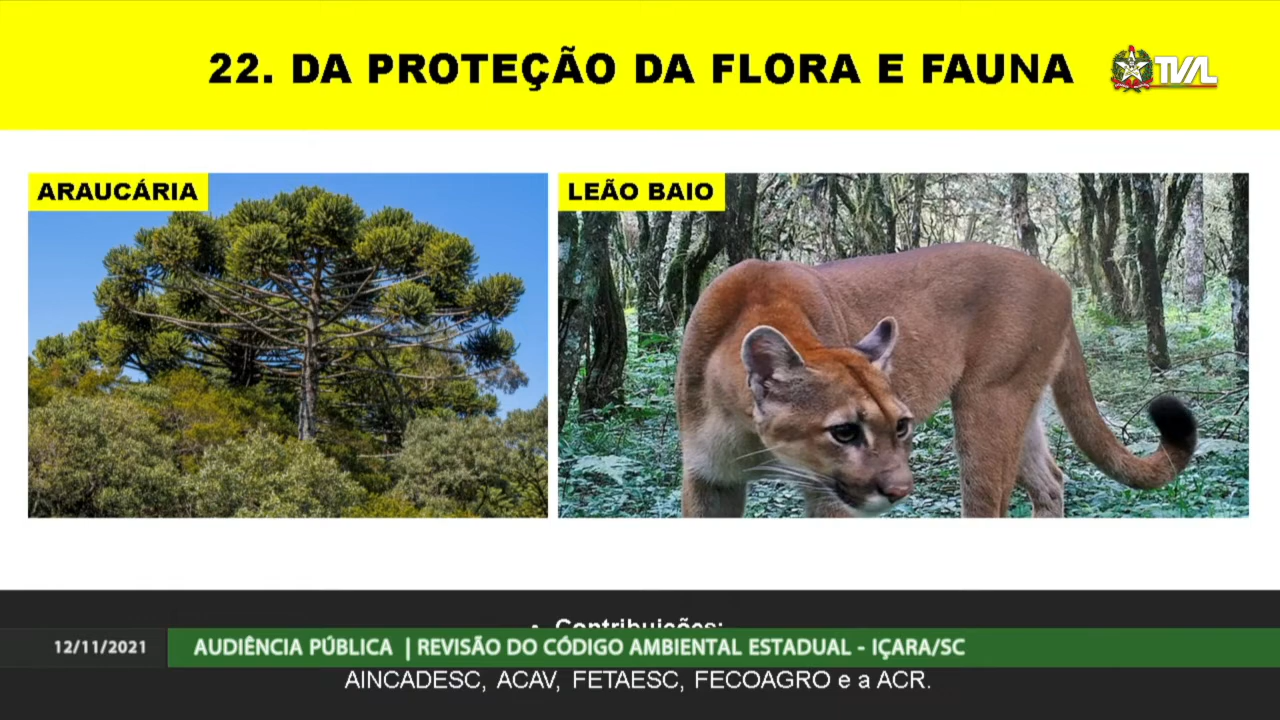 22. DA PROTEÇÃO DA FLORA E FAUNA
TVAL
ARAUCÁRIA
LEÃO BAIO
• Contribuições:
12/11/2021
AUDIÊNCIA PÚBLICA | REVISÃO DO CÓDIGO AMBIENTAL ESTADUAL - IÇARA/SC
AINCADESC, ACAV, FETAESC, FECOAGRO e a ACR.